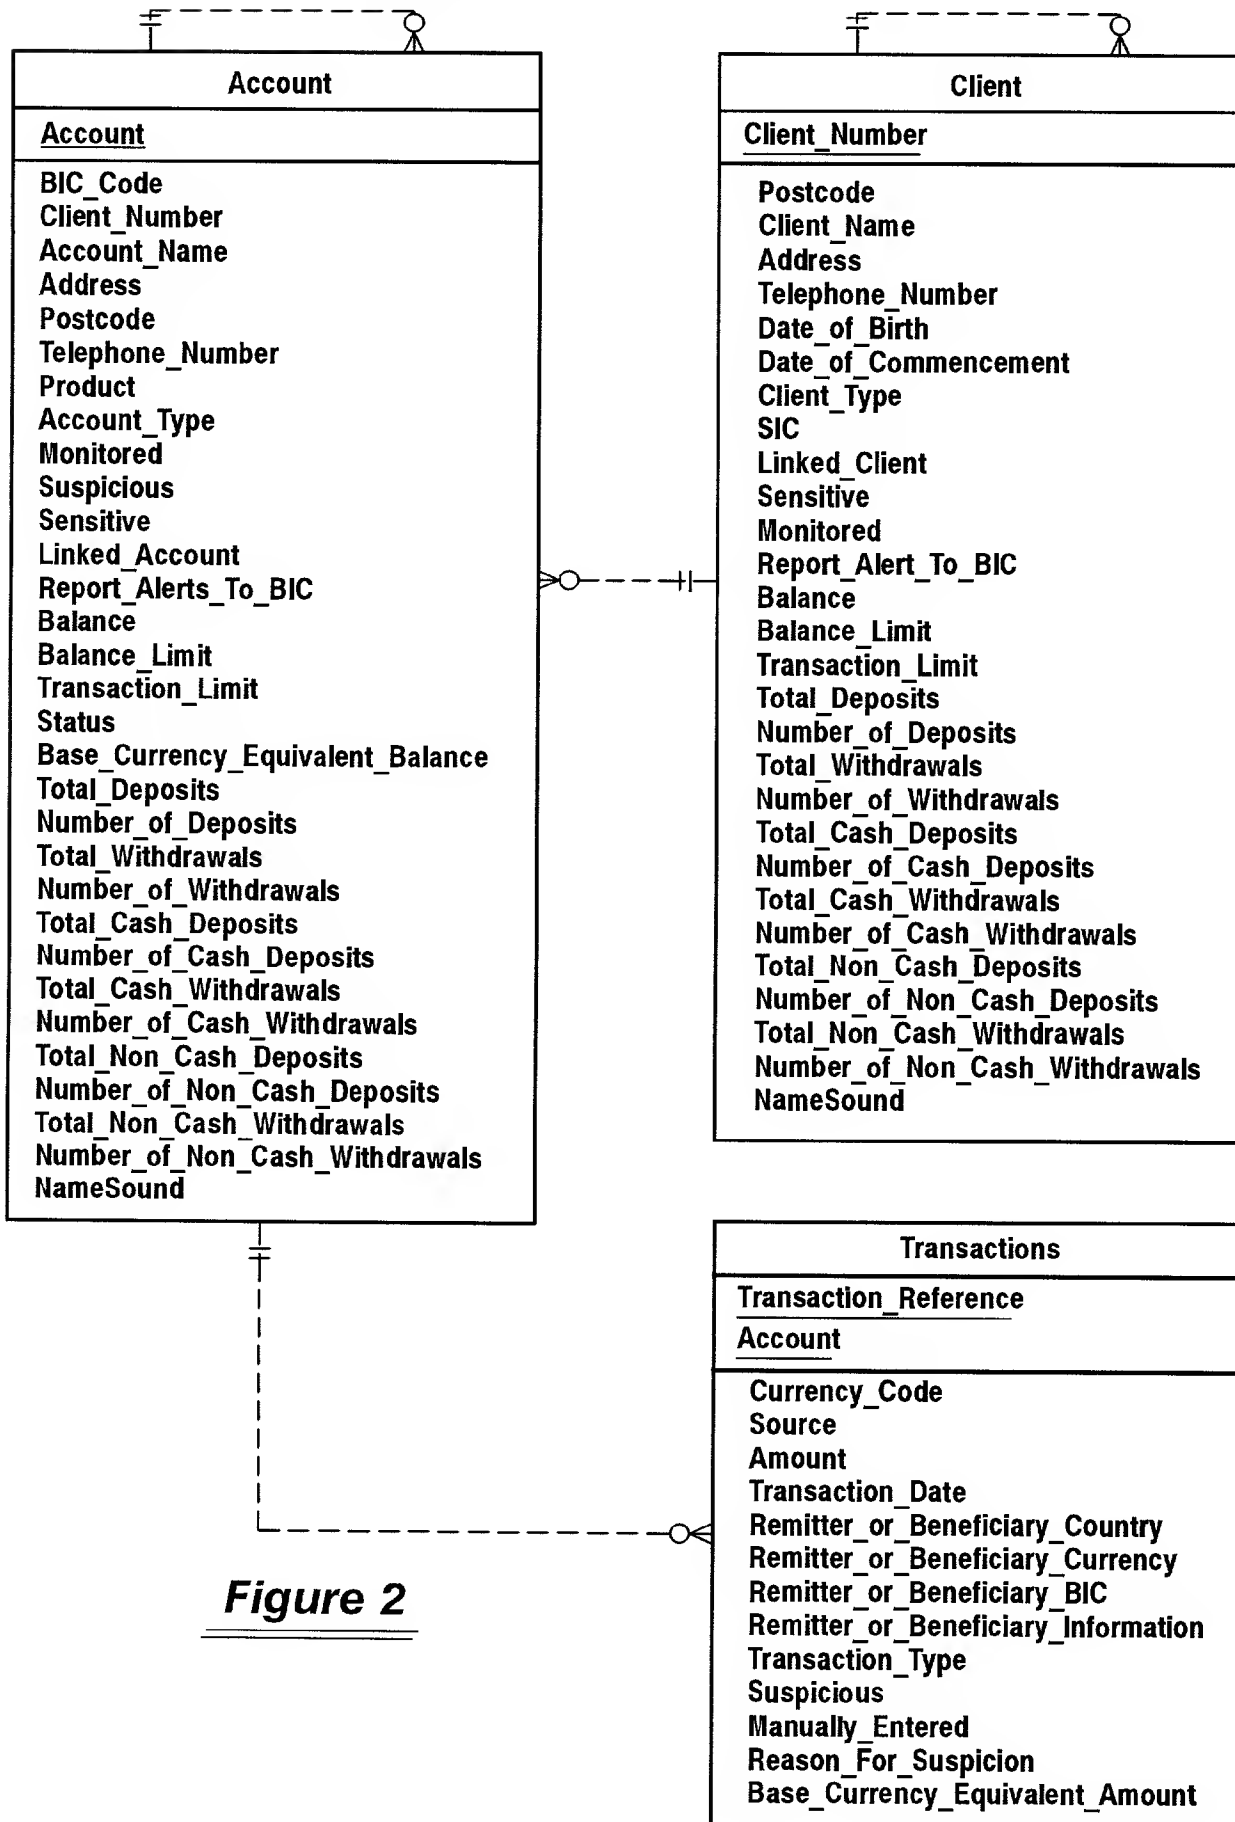 Account
Account
BIC_Code
Client_Number
Account_Name
Address
Postcode
Telephone_Number
Product
Account_Type
Monitored
Suspicious
Sensitive
Linked_Account
Report_Alerts_To_BIC
Balance
Balance_Limit
Transaction_Limit
Status
Base_Currency_Equivalent_Balance
Total_Deposits
Number_of_Deposits
Total_Withdrawals
Number_of_Withdrawals
Total_Cash_Deposits
Number_of_Cash_Deposits
Total_Cash_Withdrawals
Number_of_Cash_Withdrawals
Total_Non_Cash_Deposits
Number_of_Non_Cash_Deposits
Total_Non_Cash_Withdrawals
Number_of_Non_Cash_Withdrawals
NameSound
Client
Client_Number
Postcode
Client_Name
Address
Telephone_Number
Date_of_Birth
Date_of_Commencement
Client_Type
SIC
Linked_Client
Sensitive
Monitored
Report_Alert_To_BIC
Balance
Balance_Limit
Transaction_Limit
Total_Deposits
Number_of_Deposits
Total_Withdrawals
Number_of_Withdrawals
Total_Cash_Deposits
Number_of_Cash_Deposits
Total_Cash_Withdrawals
Number_of_Cash_Withdrawals
Total_Non_Cash_Deposits
Number_of_Non_Cash_Deposits
Total_Non_Cash_Withdrawals
Number_of_Non_Cash_Withdrawals
NameSound
Transactions
Transaction_Reference
Account
Currency_Code
Source
Amount
Transaction_Date
Remitter_or_Beneficiary_Country
Remitter_or_Beneficiary_Currency
Remitter_or_Beneficiary_BIC
Remitter_or_Beneficiary_Information
Transaction_Type
Suspicious
Manually_Entered
Reason_For_Suspicion
Base_Currency_Equivalent_Amount
Figure 2